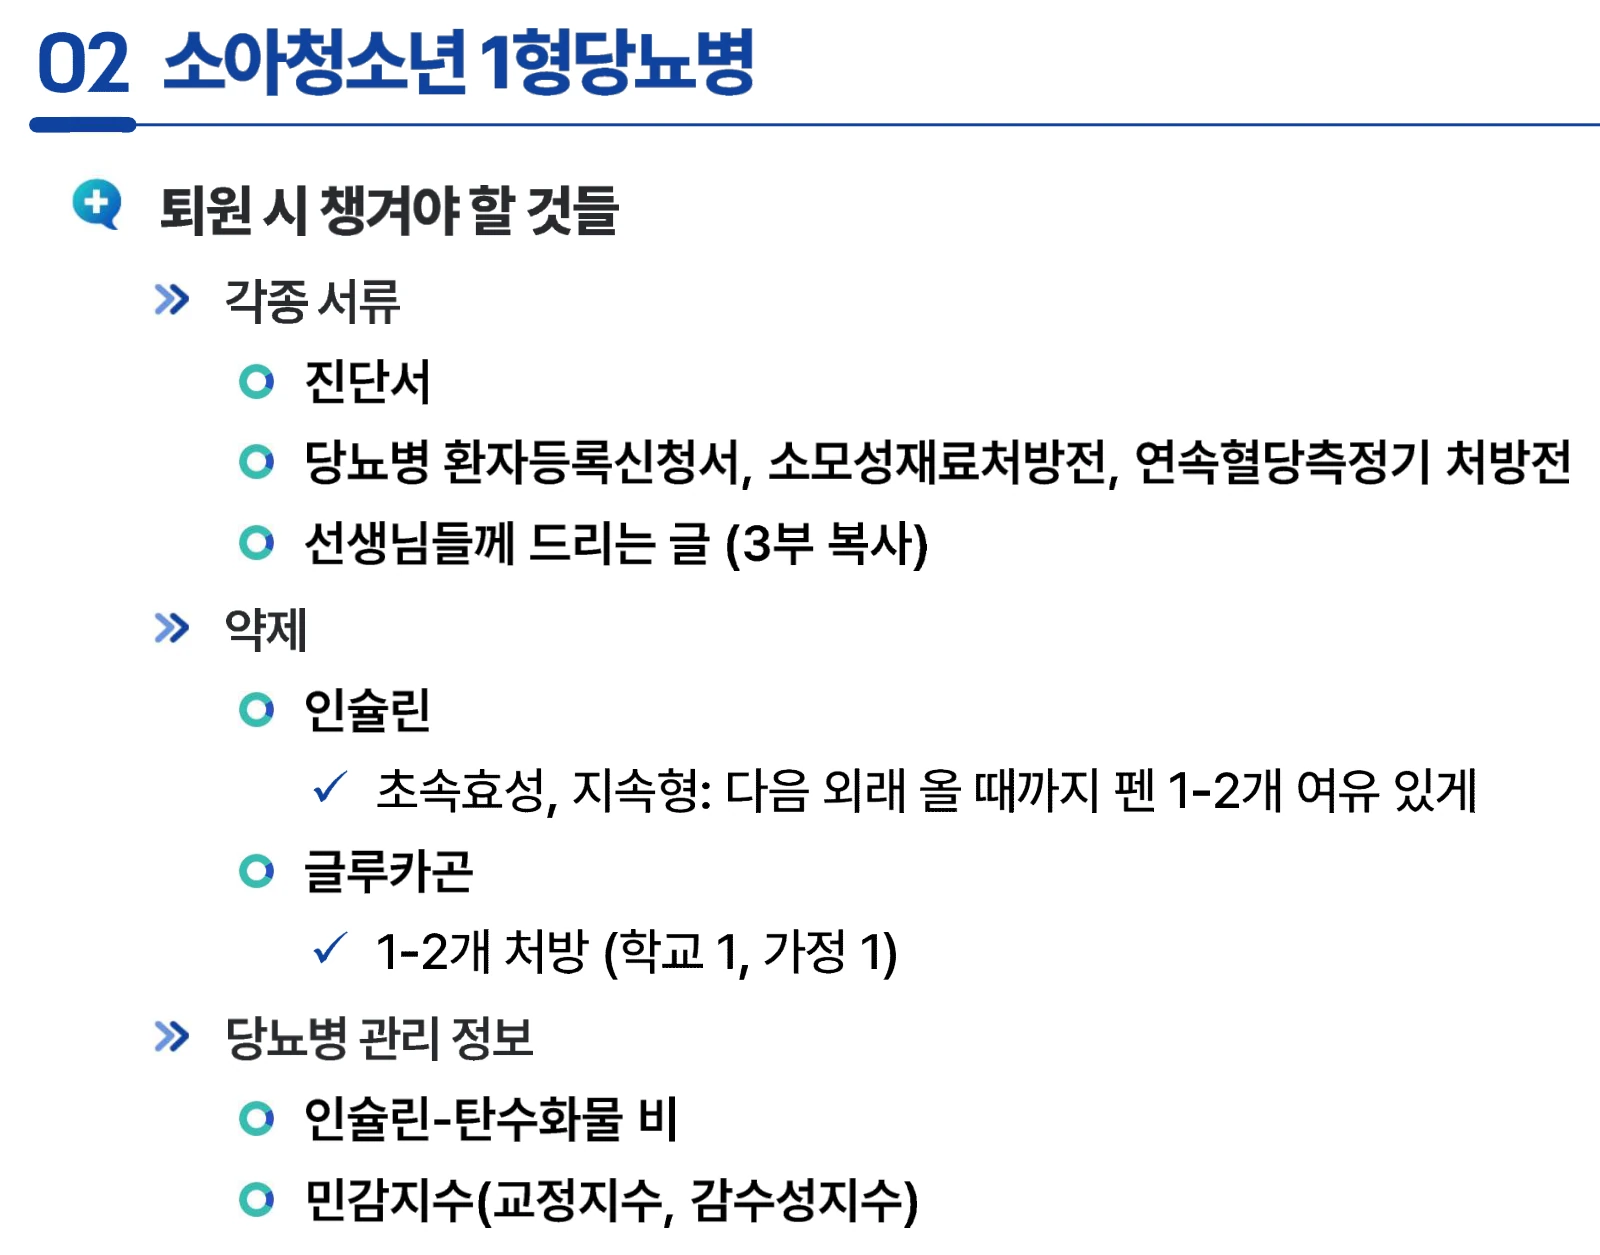 02 소아청소년 1형당뇨병
퇴원 시 챙겨야 할 것들
각종 서류
진단서
당뇨병 환자등록신청서, 소모성재료처방전, 연속혈당측정기 처방전
선생님들께 드리는 글 (3부 복사)
약제
인슐린
초속효성, 지속형: 다음 외래 올 때까지 펜 1-2개 여유 있게
글루카곤
1-2개 처방 (학교 1, 가정 1)
당뇨병 관리 정보
인슐린-탄수화물 비
민감지수(교정지수, 감수성지수)